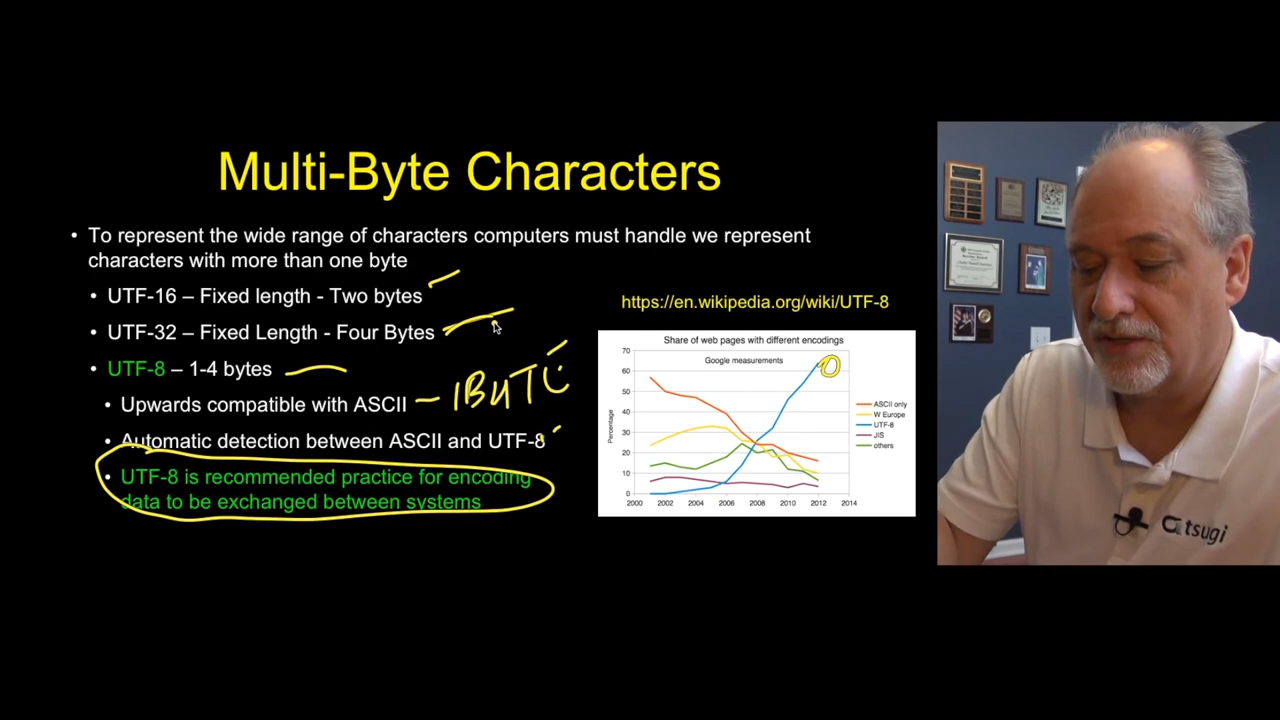 Multi-Byte Characters
• To represent the wide range of characters computers must handle we represent
characters with more than one byte
• UTF-16 – Fixed length - Two bytes
• UTF-32 – Fixed Length - Four Bytes
• UTF-8 – 1-4 bytes
• Upwards compatible with ASCII – 1BYTE
• Automatic detection between ASCII and UTF-8
• UTF-8 is recommended practice for encoding
data to be exchanged between systems
https://en.wikipedia.org/wiki/UTF-8
Share of web pages with different encodings
Google measurements
Percentage
70
60
50
40
30
20
10
0
2000 2002 2004 2006 2008 2010 2012 2014
ASCII only
W Europe
UTF-8
JIS
others
tsugi